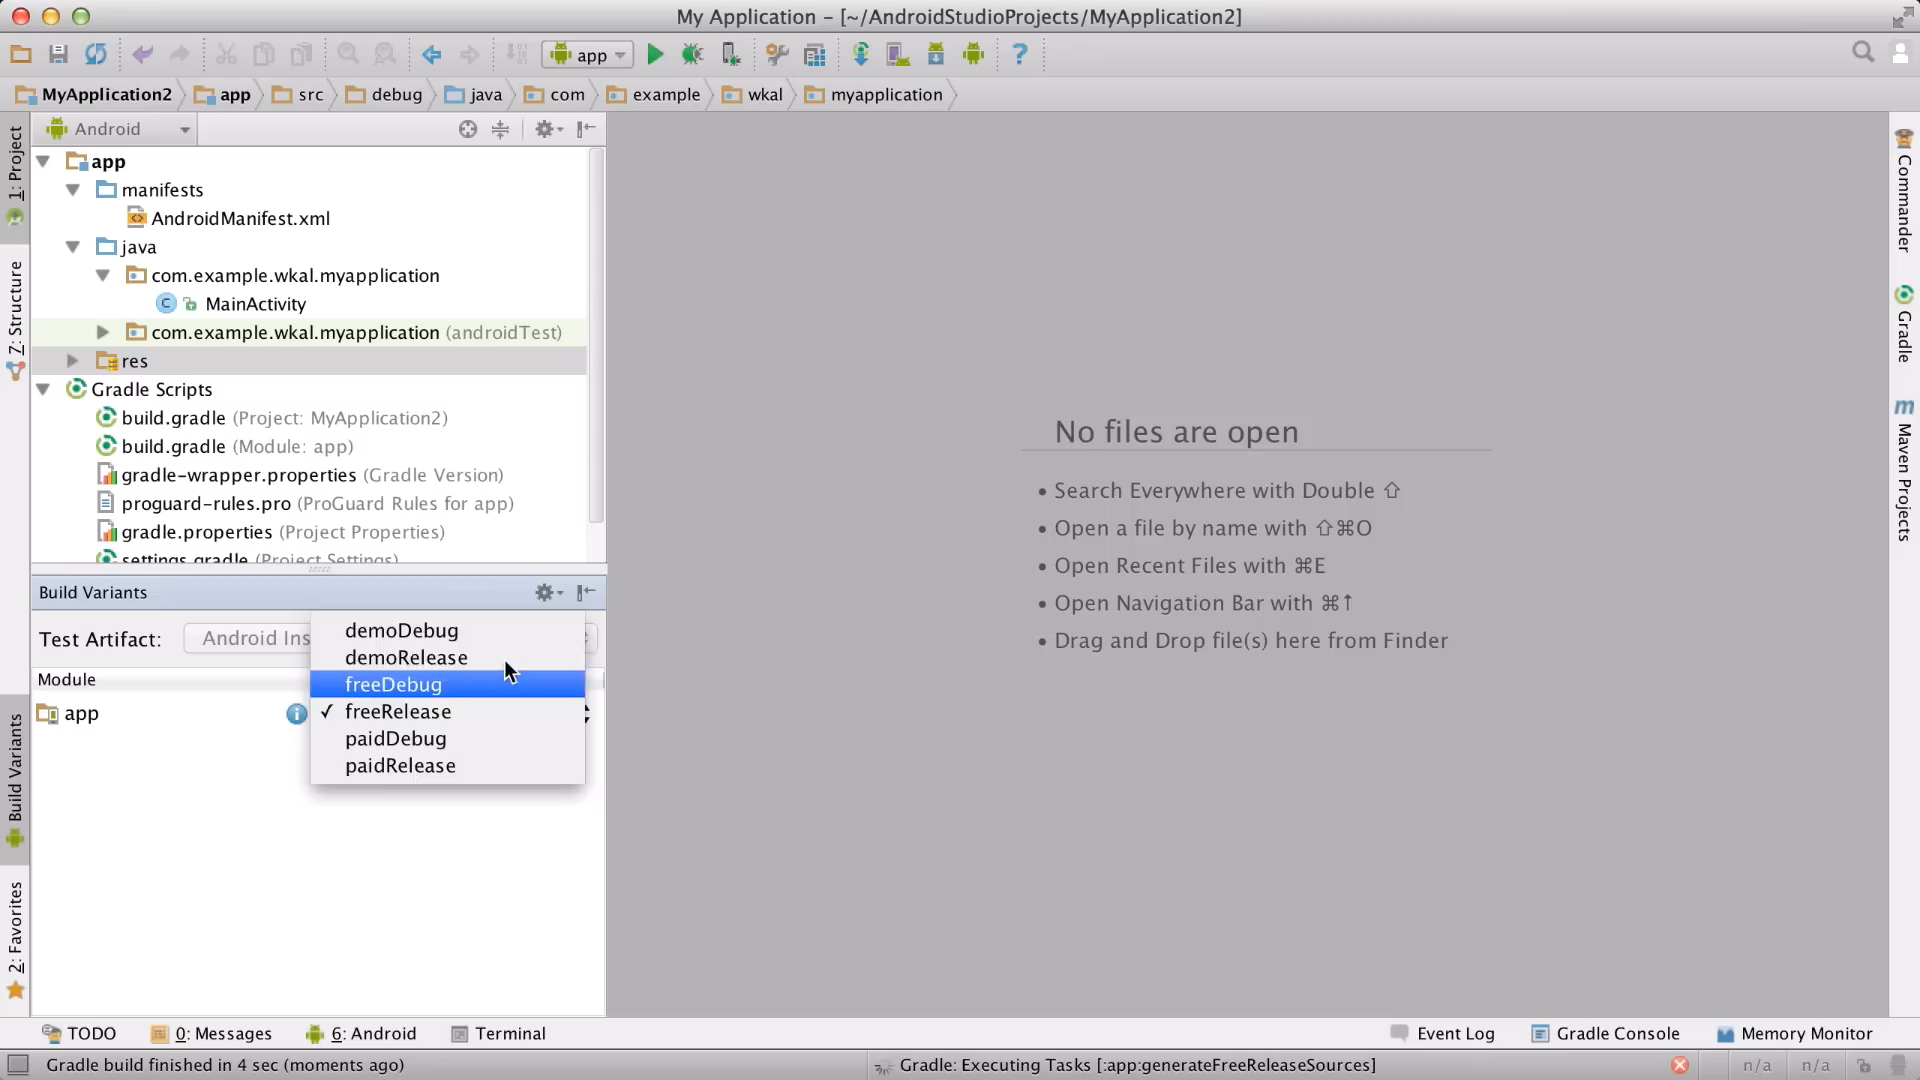 My Application – [~/AndroidStudioProjects/MyApplication2]
app
?
MyApplication2 app src debug java com example wkal myapplication
1: Project
Android
app
manifests
AndroidManifest.xml
java
com.example.wkal.myapplication
C MainActivity
com.example.wkal.myapplication (androidTest)
res
Gradle Scripts
build.gradle (Project: MyApplication2)
build.gradle (Module: app)
gradle-wrapper.properties (Gradle Version)
proguard-rules.pro (ProGuard Rules for app)
gradle.properties (Project Properties)
settings.gradle (Project Settings)
Z: Structure
Build Variants
Test Artifact: Android Ins
Module
app
demoDebug
demoRelease
freeDebug
✓ freeRelease
paidDebug
paidRelease
Build Variants
2: Favorites
No files are open
• Search Everywhere with Double ⇧
• Open a file by name with ⇧⌘O
• Open Recent Files with ⌘E
• Open Navigation Bar with ⌘↑
• Drag and Drop file(s) here from Finder
Commander
Gradle
m Maven Projects
TODO 0: Messages 6: Android Terminal Event Log Gradle Console Memory Monitor
Gradle build finished in 4 sec (moments ago) Gradle: Executing Tasks [:app:generateFreeReleaseSources] n/a n/a